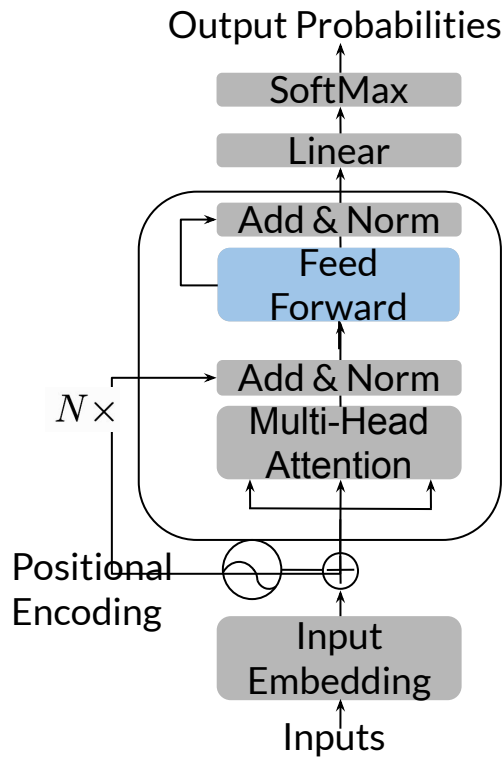 Output Probabilities
SoftMax
Linear
Add & Norm
Feed
Forward
Add & Norm
N ×
Multi-Head
Attention
Positional
Encoding
Input
Embedding
Inputs